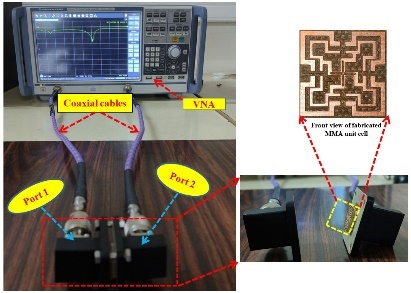 Coaxial cables
VNA
Front view of fabricated
MMA unit cell
Port 1
Port 2